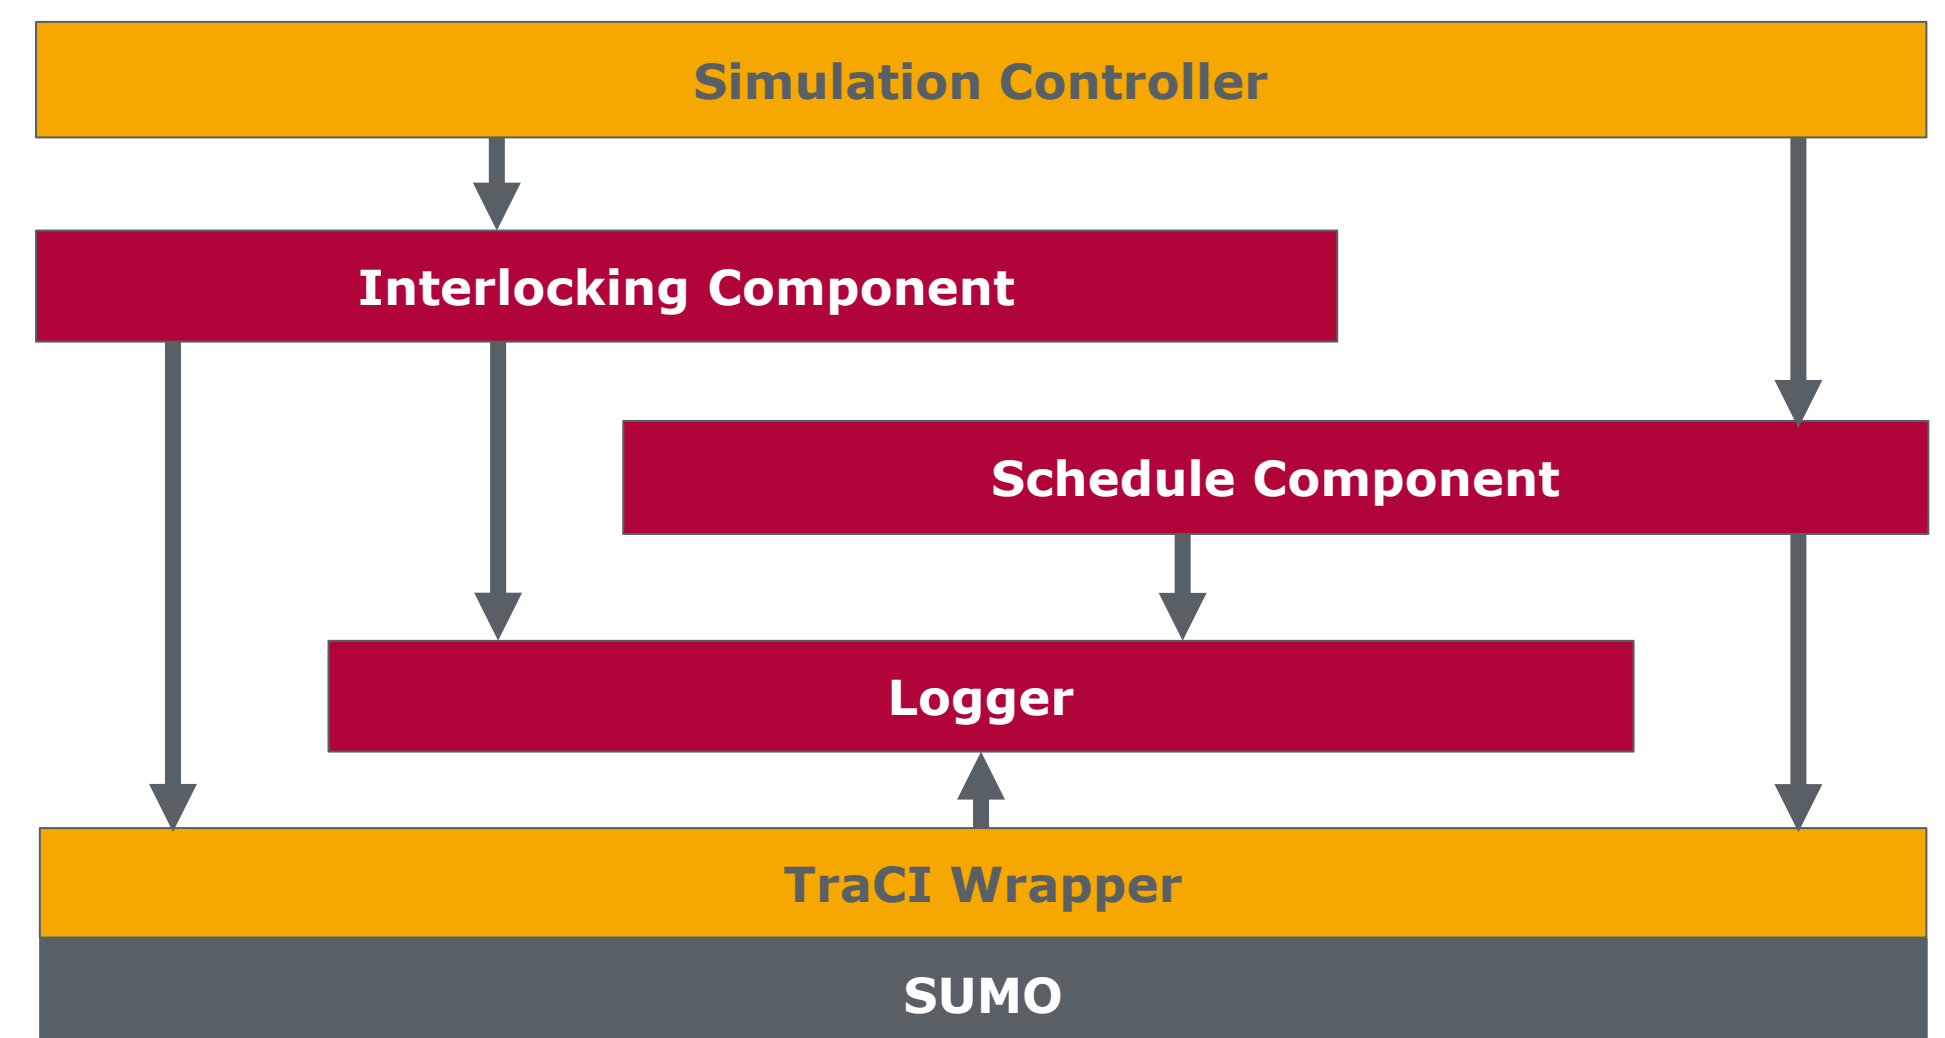 Simulation Controller
Interlocking Component
Schedule Component
Logger
TraCI Wrapper
SUMO